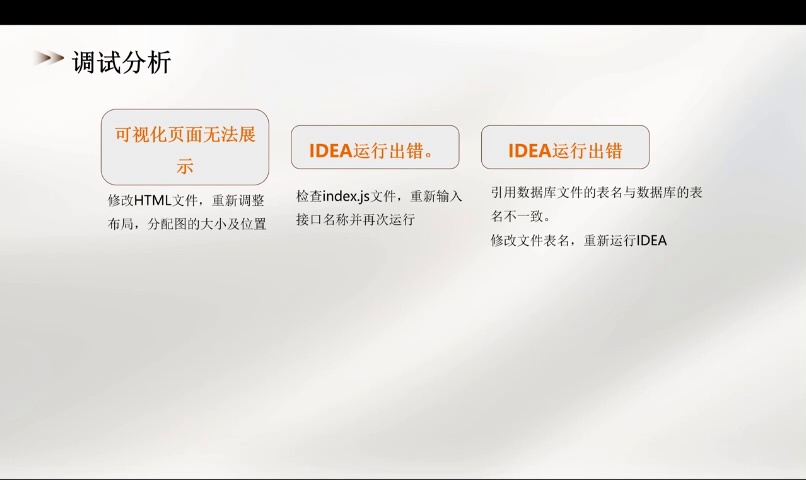 调试分析
可视化页面无法展
示
修改HTML文件，重新调整
布局，分配图的大小及位置
IDEA运行出错。
检查index.js文件，重新输入
接口名称并再次运行
IDEA运行出错
引用数据库文件的表名与数据库的表
名不一致。
修改文件表名，重新运行IDEA